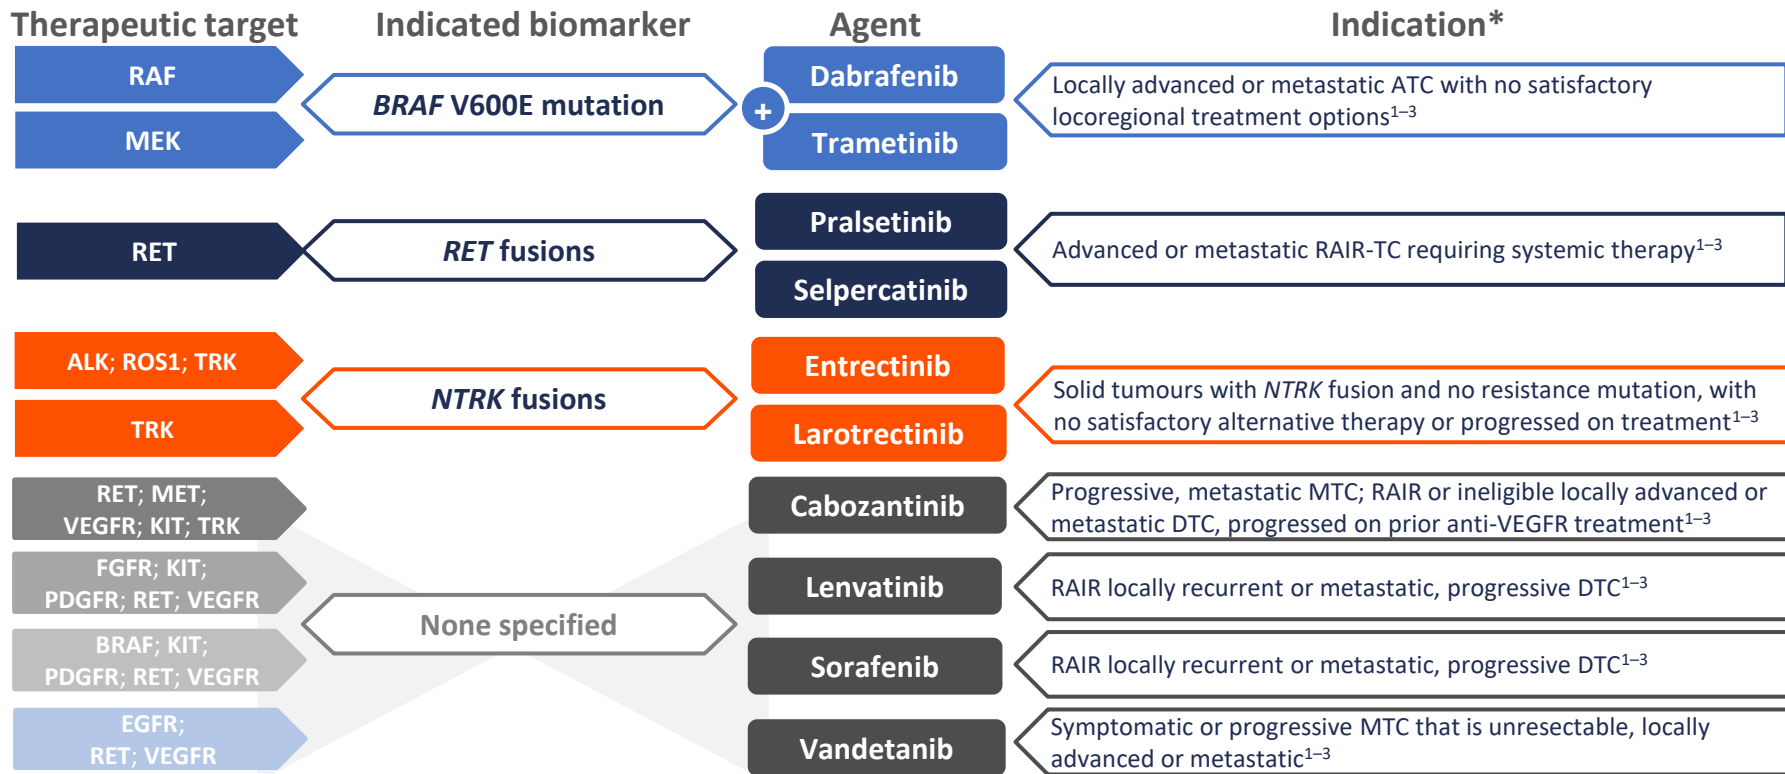 Therapeutic target
Indicated biomarker
Agent
Indication*
RAF
MEK
BRAF V600E mutation
Dabrafenib
+
Trametinib
Locally advanced or metastatic ATC with no satisfactory
locoregional treatment options1–3
RET
RET fusions
Pralsetinib
Selpercatinib
Advanced or metastatic RAIR-TC requiring systemic therapy1–3
ALK; ROS1; TRK
TRK
NTRK fusions
Entrectinib
Larotrectinib
Solid tumours with NTRK fusion and no resistance mutation, with
no satisfactory alternative therapy or progressed on treatment1–3
RET; MET;
VEGFR; KIT; TRK
FGFR; KIT;
PDGFR; RET; VEGFR
BRAF; KIT;
PDGFR; RET; VEGFR
EGFR;
RET; VEGFR
None specified
Cabozantinib
Progressive, metastatic MTC; RAIR or ineligible locally advanced or
metastatic DTC, progressed on prior anti-VEGFR treatment1–3
Lenvatinib
RAIR locally recurrent or metastatic, progressive DTC1–3
Sorafenib
RAIR locally recurrent or metastatic, progressive DTC1–3
Vandetanib
Symptomatic or progressive MTC that is unresectable, locally
advanced or metastatic1–3